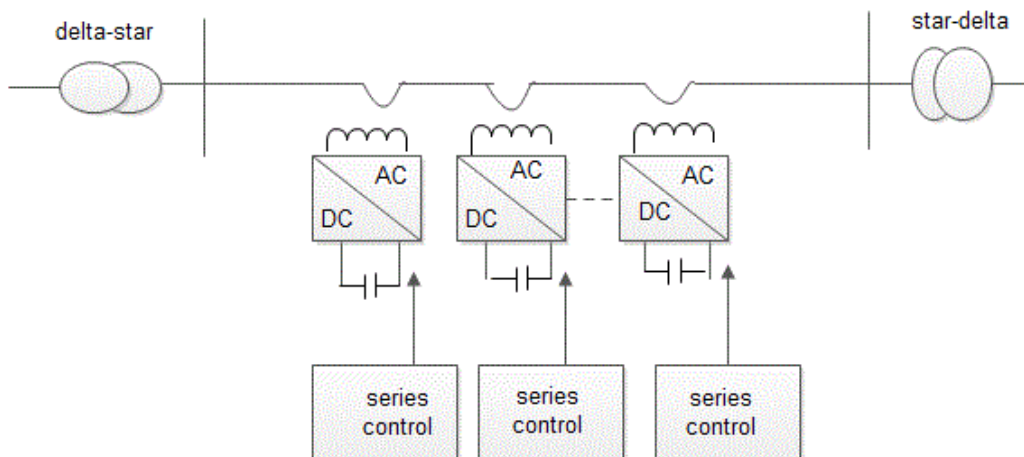 delta-star
star-delta
AC
DC
AC
DC
AC
DC
series
control
series
control
series
control